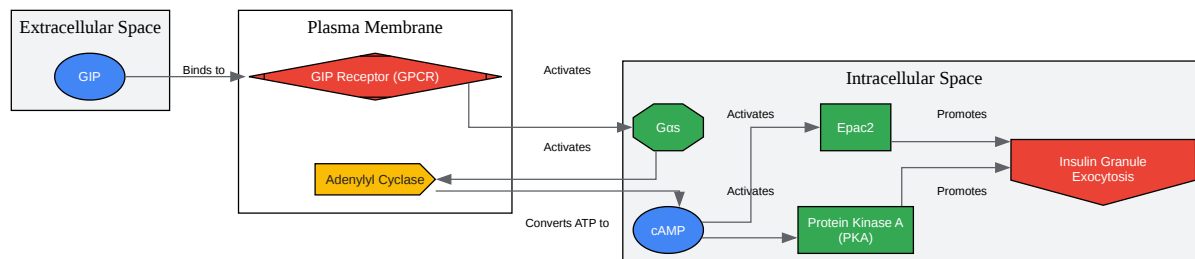 Extracellular Space
GIP
Binds to
Plasma Membrane
GIP Receptor (GPCR)
Activates
Activates
Adenylyl Cyclase
Converts ATP to
Intracellular Space
Gαs
cAMP
Activates
Activates
Epac2
Protein Kinase A
(PKA)
Promotes
Promotes
Insulin Granule
Exocytosis